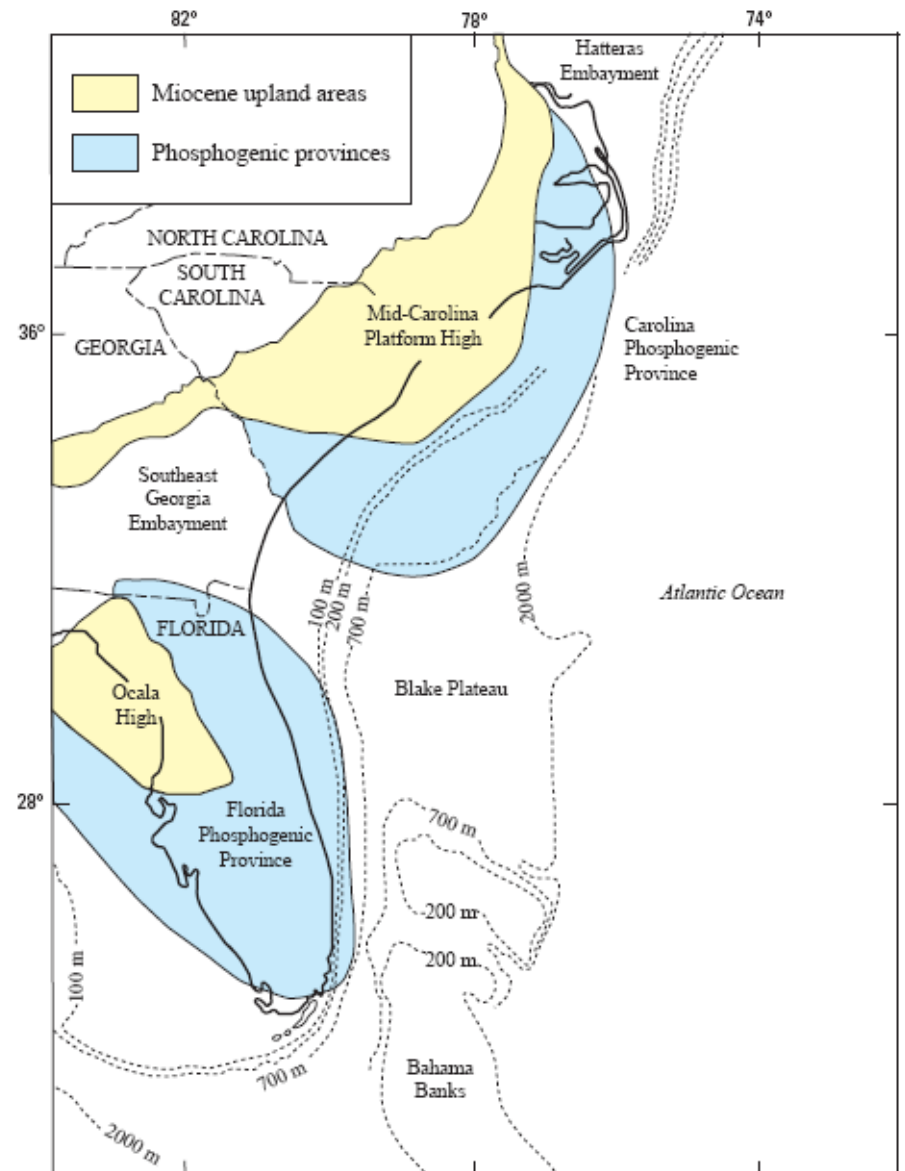 82°
78°
74°
Hatteras
Embayment
Miocene upland areas
Phosphogenic provinces
NORTH CAROLINA
SOUTH
CAROLINA
GEORGIA
36°
Mid-Carolina
Platform High
Carolina
Phosphogenic
Province
Southeast
Georgia
Embayment
100 m
200 m
700 m
2000 m
Atlantic Ocean
FLORIDA
Ocala
High
Blake Plateau
28°
Florida
Phosphogenic
Province
700 m
200 m
200 m.
100 m
700 m
Bahama
Banks
2000 m
82°
78°